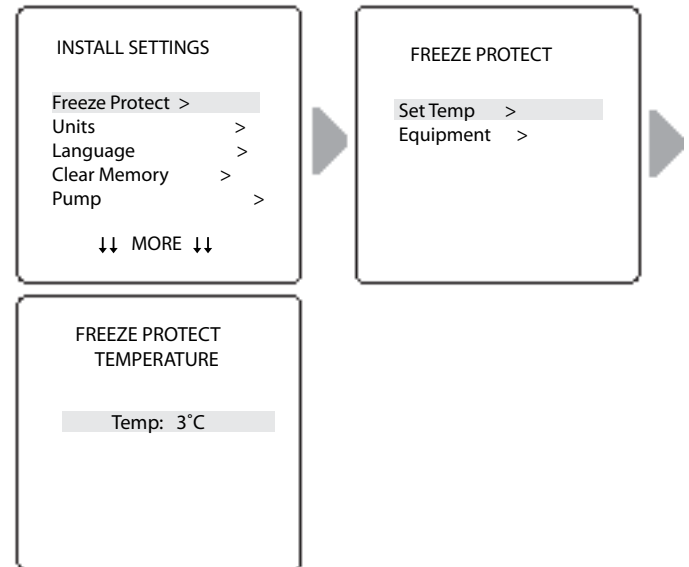 INSTALL SETTINGS
Freeze Protect >
Units >
Language >
Clear Memory >
Pump >
↓↓ MORE ↓↓
FREEZE PROTECT
Set Temp >
Equipment >
FREEZE PROTECT
TEMPERATURE
Temp: 3˚C